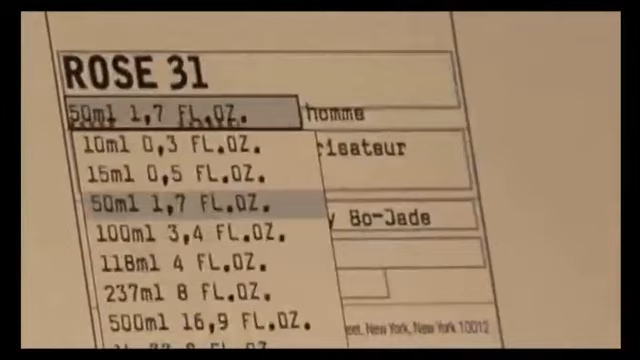 ROSE 31
50ml 1,7 FL.OZ. homme
10ml 0,3 FL.OZ.
risateur
15ml 0,5 FL.OZ.
50ml 1,7 FL.OZ.
y Bo-Jade
100ml 3,4 FL.OZ.
118ml 4 FL.OZ.
237ml 8 FL.OZ.
500ml 16,9 FL.OZ.
eet, New York, New York 10012